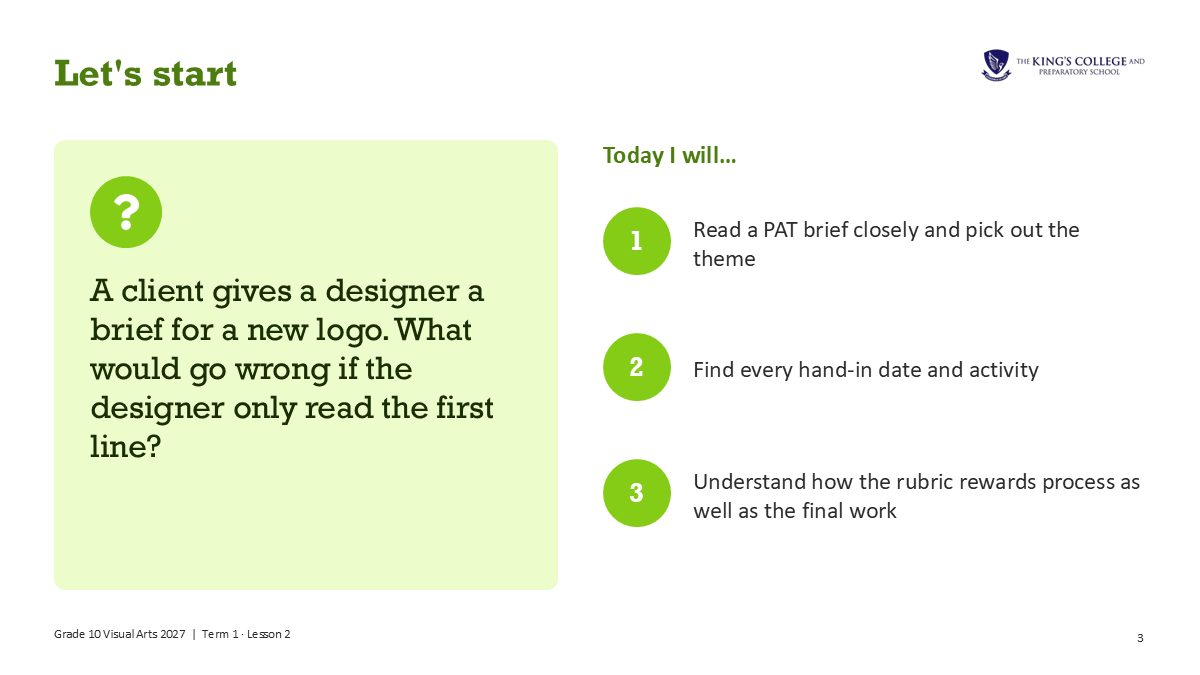 Let's start
THE KING'S COLLEGE AND
PREPARATORY SCHOOL
?
A client gives a designer a
brief for a new logo. What
would go wrong if the
designer only read the first
line?
Today I will...
1
Read a PAT brief closely and pick out the
theme
2
Find every hand-in date and activity
3
Understand how the rubric rewards process as
well as the final work
Grade 10 Visual Arts 2027 | Term 1 · Lesson 2
3